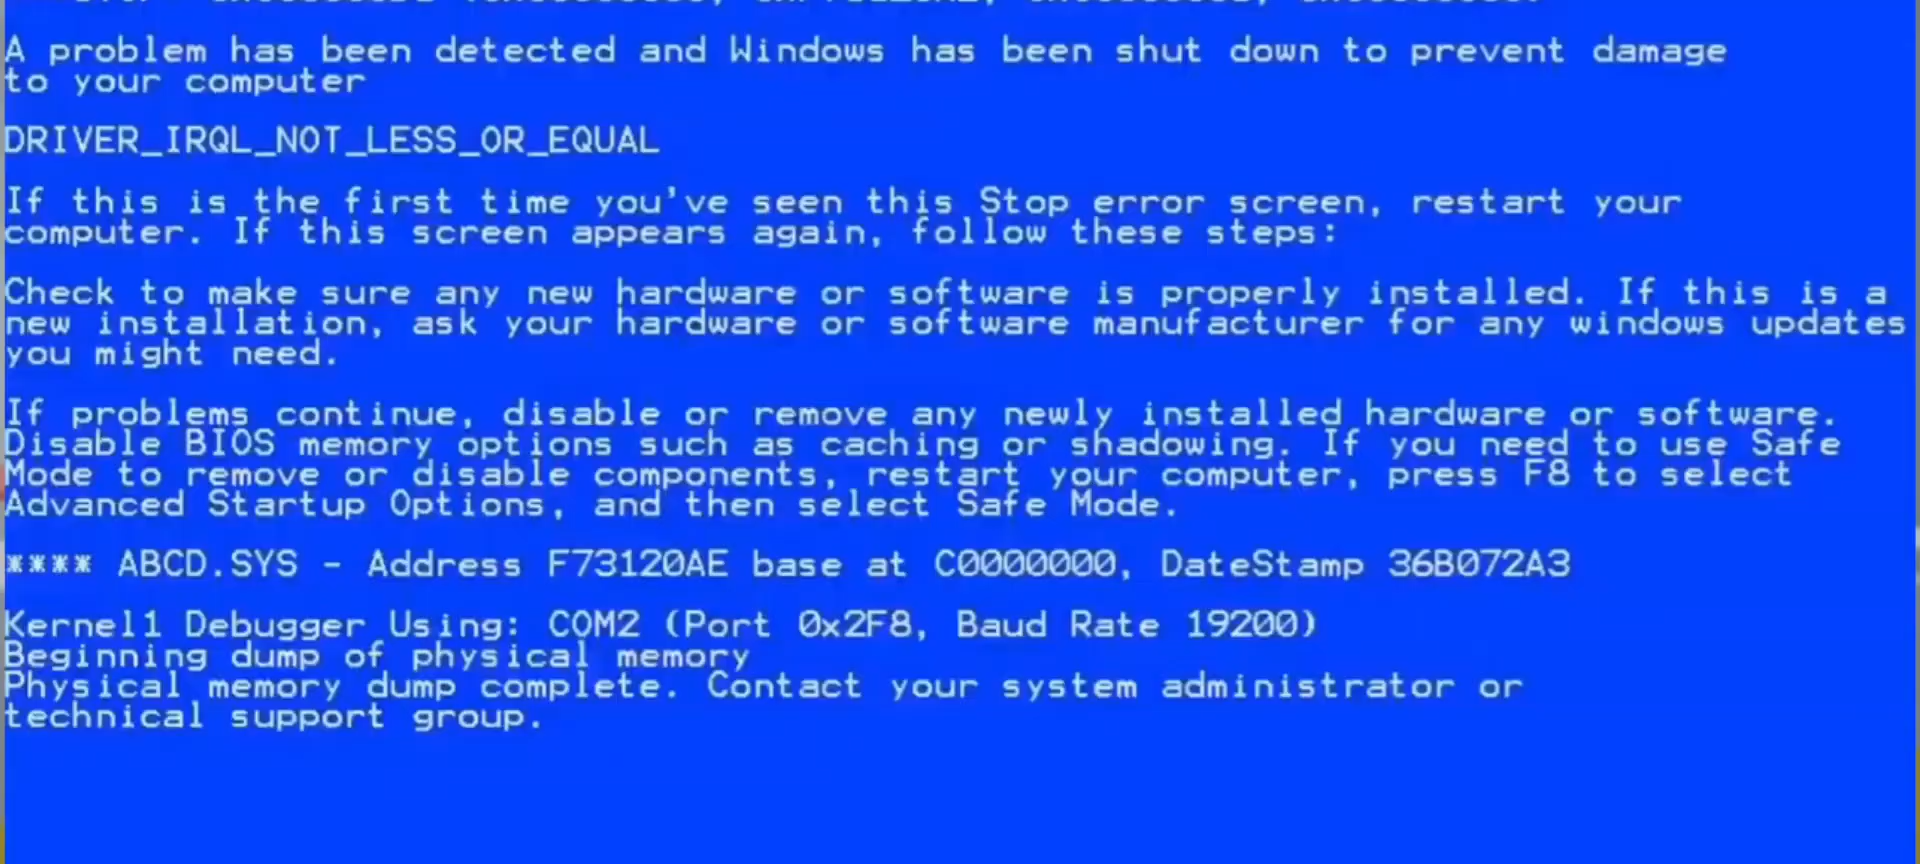 A problem has been detected and Windows has been shut down to prevent damage
to your computer
DRIVER_IRQL_NOT_LESS_OR_EQUAL
If this is the first time you've seen this Stop error screen, restart your
computer. If this screen appears again, follow these steps:
Check to make sure any new hardware or software is properly installed. If this is a
new installation, ask your hardware or software manufacturer for any windows updates
you might need.
If problems continue, disable or remove any newly installed hardware or software.
Disable BIOS memory options such as caching or shadowing. If you need to use Safe
Mode to remove or disable components, restart your computer, press F8 to select
Advanced Startup Options, and then select Safe Mode.
**** ABCD.SYS - Address F73120AE base at C0000000, DateStamp 36B072A3
Kernel1 Debugger Using: COM2 (Port 0x2F8, Baud Rate 19200)
Beginning dump of physical memory
Physical memory dump complete. Contact your system administrator or
technical support group.